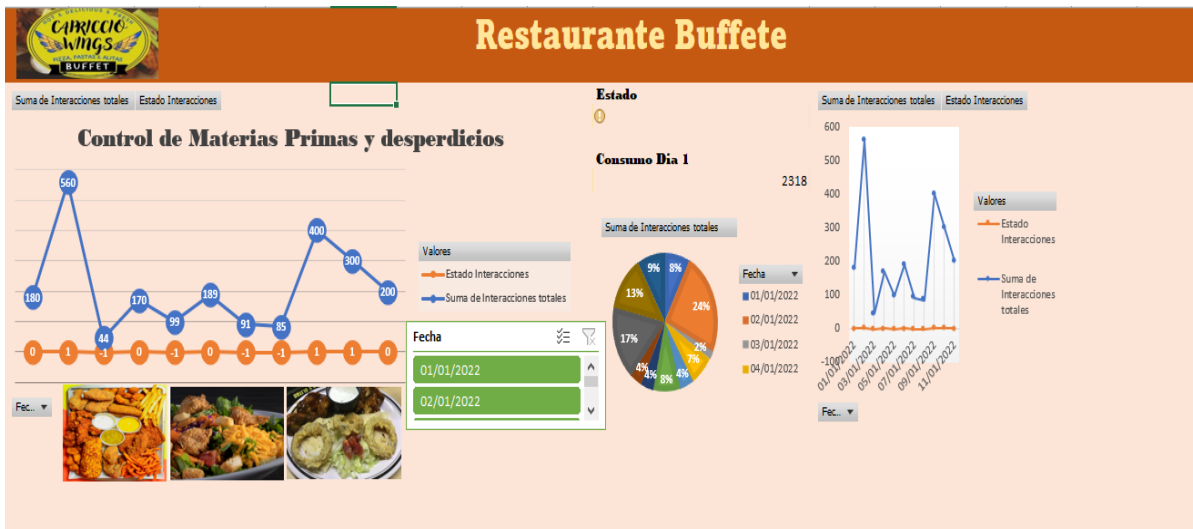 HOT & DELICIOUS & FRESH
CAPRICCIO
WINGS
PIZZA, PASTAS & ALITAS
BUFFET
Restaurante Buffete
Suma de Interacciones totales
Estado Interacciones
Control de Materias Primas y desperdicios
180
560
44
170
99
189
91
85
400
300
200
0
1
-1
0
-1
0
-1
-1
1
1
0
Valores
Estado Interacciones
Suma de Interacciones totales
Fecha
01/01/2022
02/01/2022
Fec..
Estado
Consumo Dia 1
2318
Suma de Interacciones totales
8%
24%
2%
7%
4%
8%
4%
4%
17%
13%
9%
Fecha
01/01/2022
02/01/2022
03/01/2022
04/01/2022
Suma de Interacciones totales
Estado Interacciones
600
500
400
300
200
100
0
-100
01/01/2022
03/01/2022
05/01/2022
07/01/2022
09/01/2022
11/01/2022
Valores
Estado
Interacciones
Suma de
Interacciones
totales
Fec..